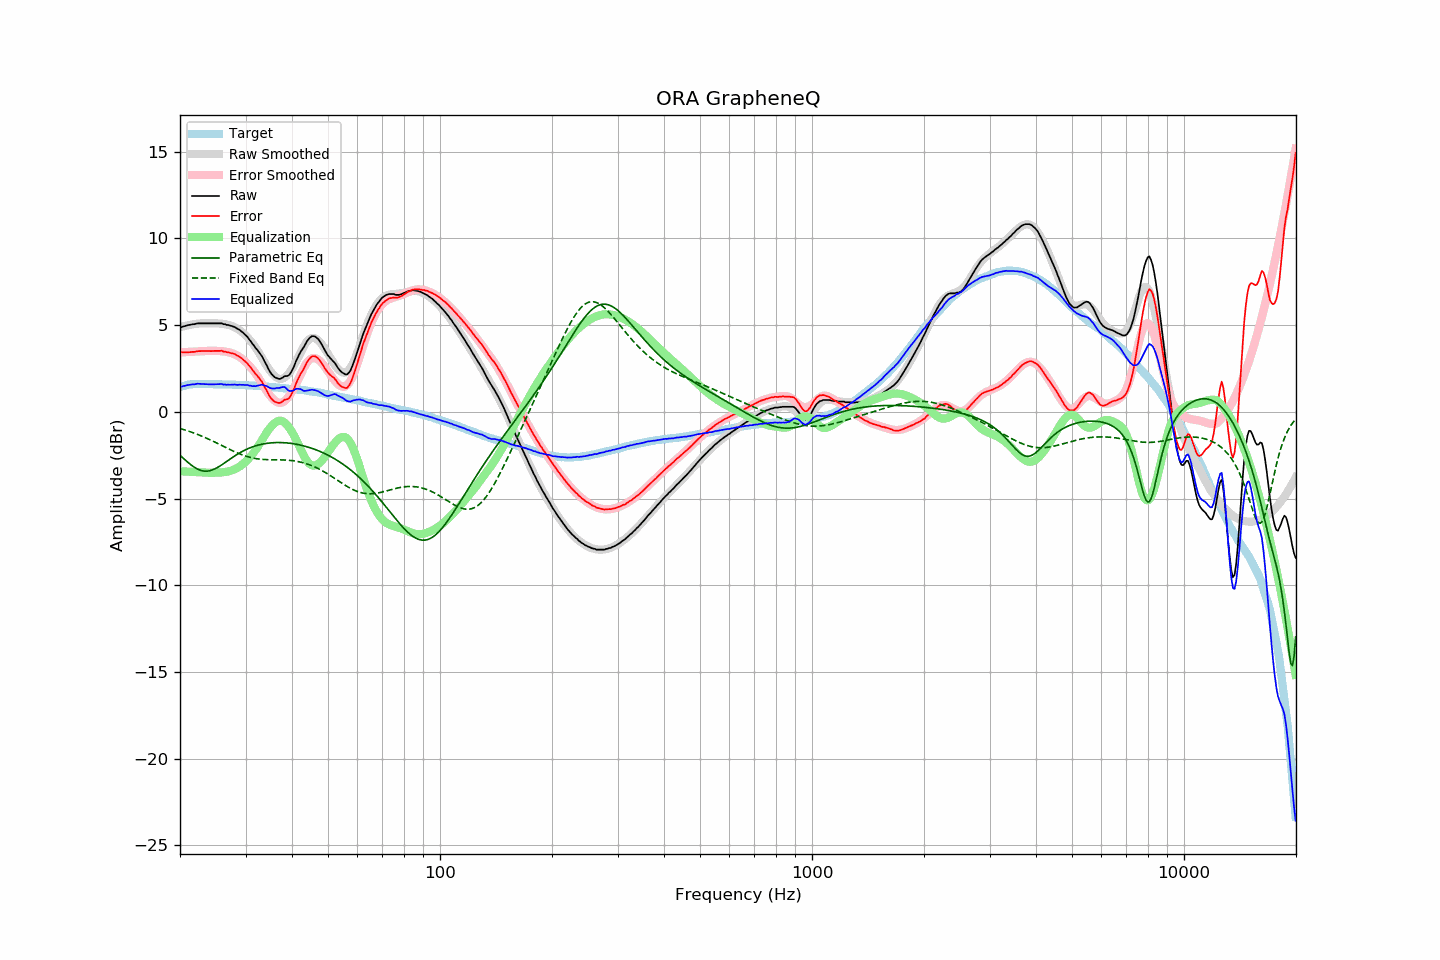 ORA GrapheneQ
Target
Raw Smoothed
Error Smoothed
Raw
Error
Equalization
Parametric Eq
Fixed Band Eq
Equalized
15
10
5
0
−5
−10
−15
−20
−25
Amplitude (dBr)
100
1000
10000
Frequency (Hz)